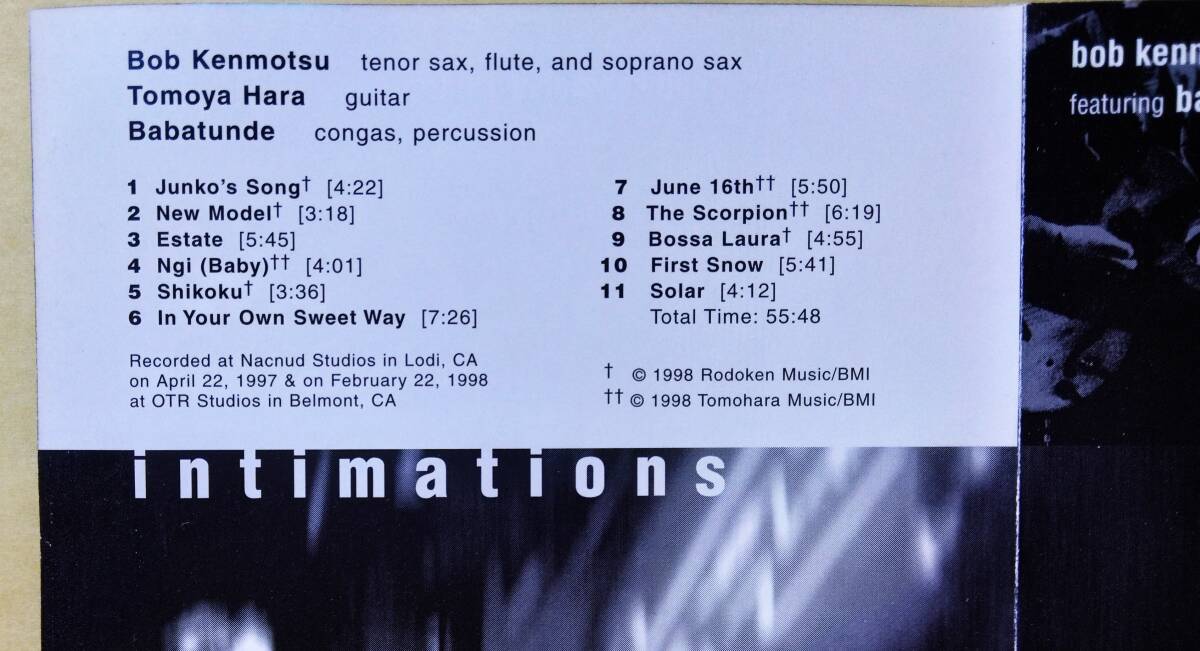 Bob Kenmotsu tenor sax, flute, and soprano sax
Tomoya Hara guitar
Babatunde congas, percussion
1 Junko's Song† [4:22]
2 New Model† [3:18]
3 Estate [5:45]
4 Ngi (Baby)†† [4:01]
5 Shikoku† [3:36]
6 In Your Own Sweet Way [7:26]
7 June 16th†† [5:50]
8 The Scorpion†† [6:19]
9 Bossa Laura† [4:55]
10 First Snow [5:41]
11 Solar [4:12]
Total Time: 55:48
Recorded at Nacnud Studios in Lodi, CA
on April 22, 1997 & on February 22, 1998
at OTR Studios in Belmont, CA
† © 1998 Rodoken Music/BMI
†† © 1998 Tomohara Music/BMI
intimations
bob
featuring